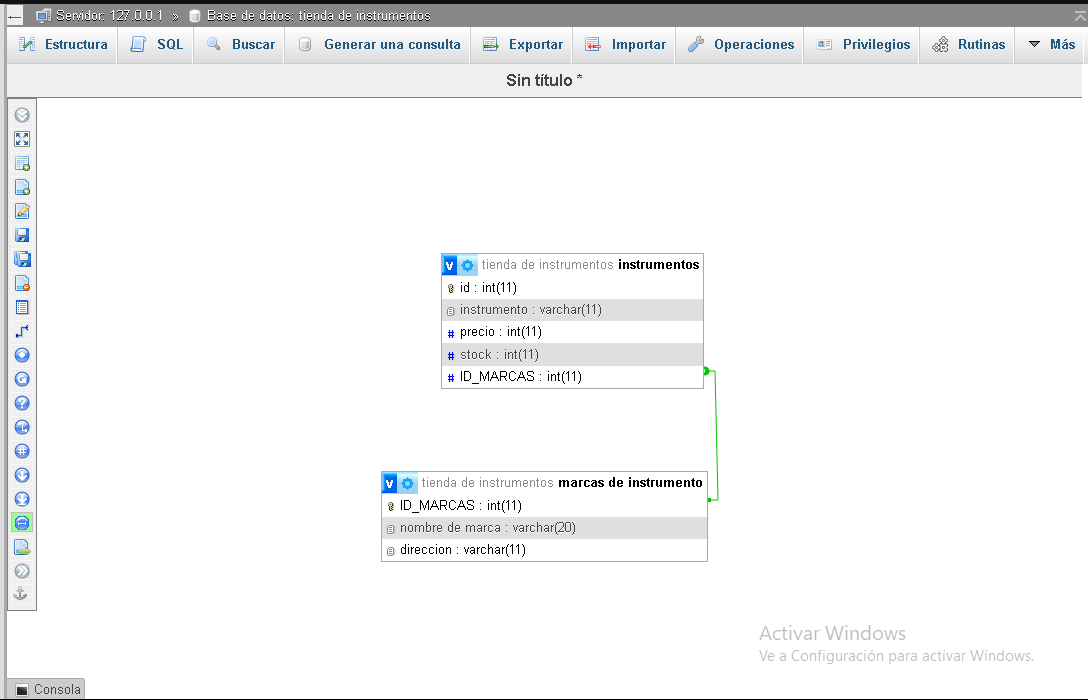 Servidor: 127.0.0.1 » Base de datos: tienda de instrumentos
Estructura SQL Buscar Generar una consulta Exportar Importar Operaciones Privilegios Rutinas Más
Sin título *
v tienda de instrumentos instrumentos
id : int(11)
instrumento : varchar(11)
# precio : int(11)
# stock : int(11)
# ID_MARCAS : int(11)
v tienda de instrumentos marcas de instrumento
ID_MARCAS : int(11)
nombre de marca : varchar(20)
direccion : varchar(11)
Activar Windows
Ve a Configuración para activar Windows.
Consola